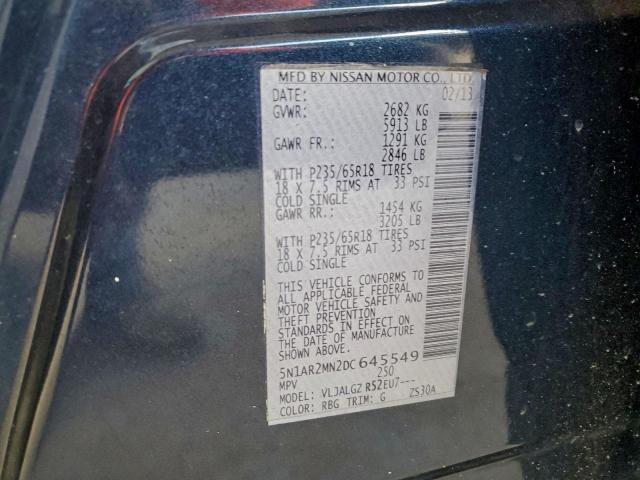 MFD BY NISSAN MOTOR CO., LTD.
DATE: 02/13
GVWR: 2682 KG
5913 LB
GAWR FR.: 1291 KG
2846 LB
WITH P235/65R18 TIRES
18 X 7.5 RIMS AT 33 PSI
COLD SINGLE
GAWR RR.: 1454 KG
3205 LB
WITH P235/65R18 TIRES
18 X 7.5 RIMS AT 33 PSI
COLD SINGLE
THIS VEHICLE CONFORMS TO
ALL APPLICABLE FEDERAL
MOTOR VEHICLE SAFETY AND
THEFT PREVENTION
STANDARDS IN EFFECT ON
THE DATE OF MANUFACTURE
SHOWN ABOVE.
5N1AR2MN2DC645549
MPV 250
MODEL: VLJALGZ R52EU7---
COLOR: RBG TRIM: G ZS30A